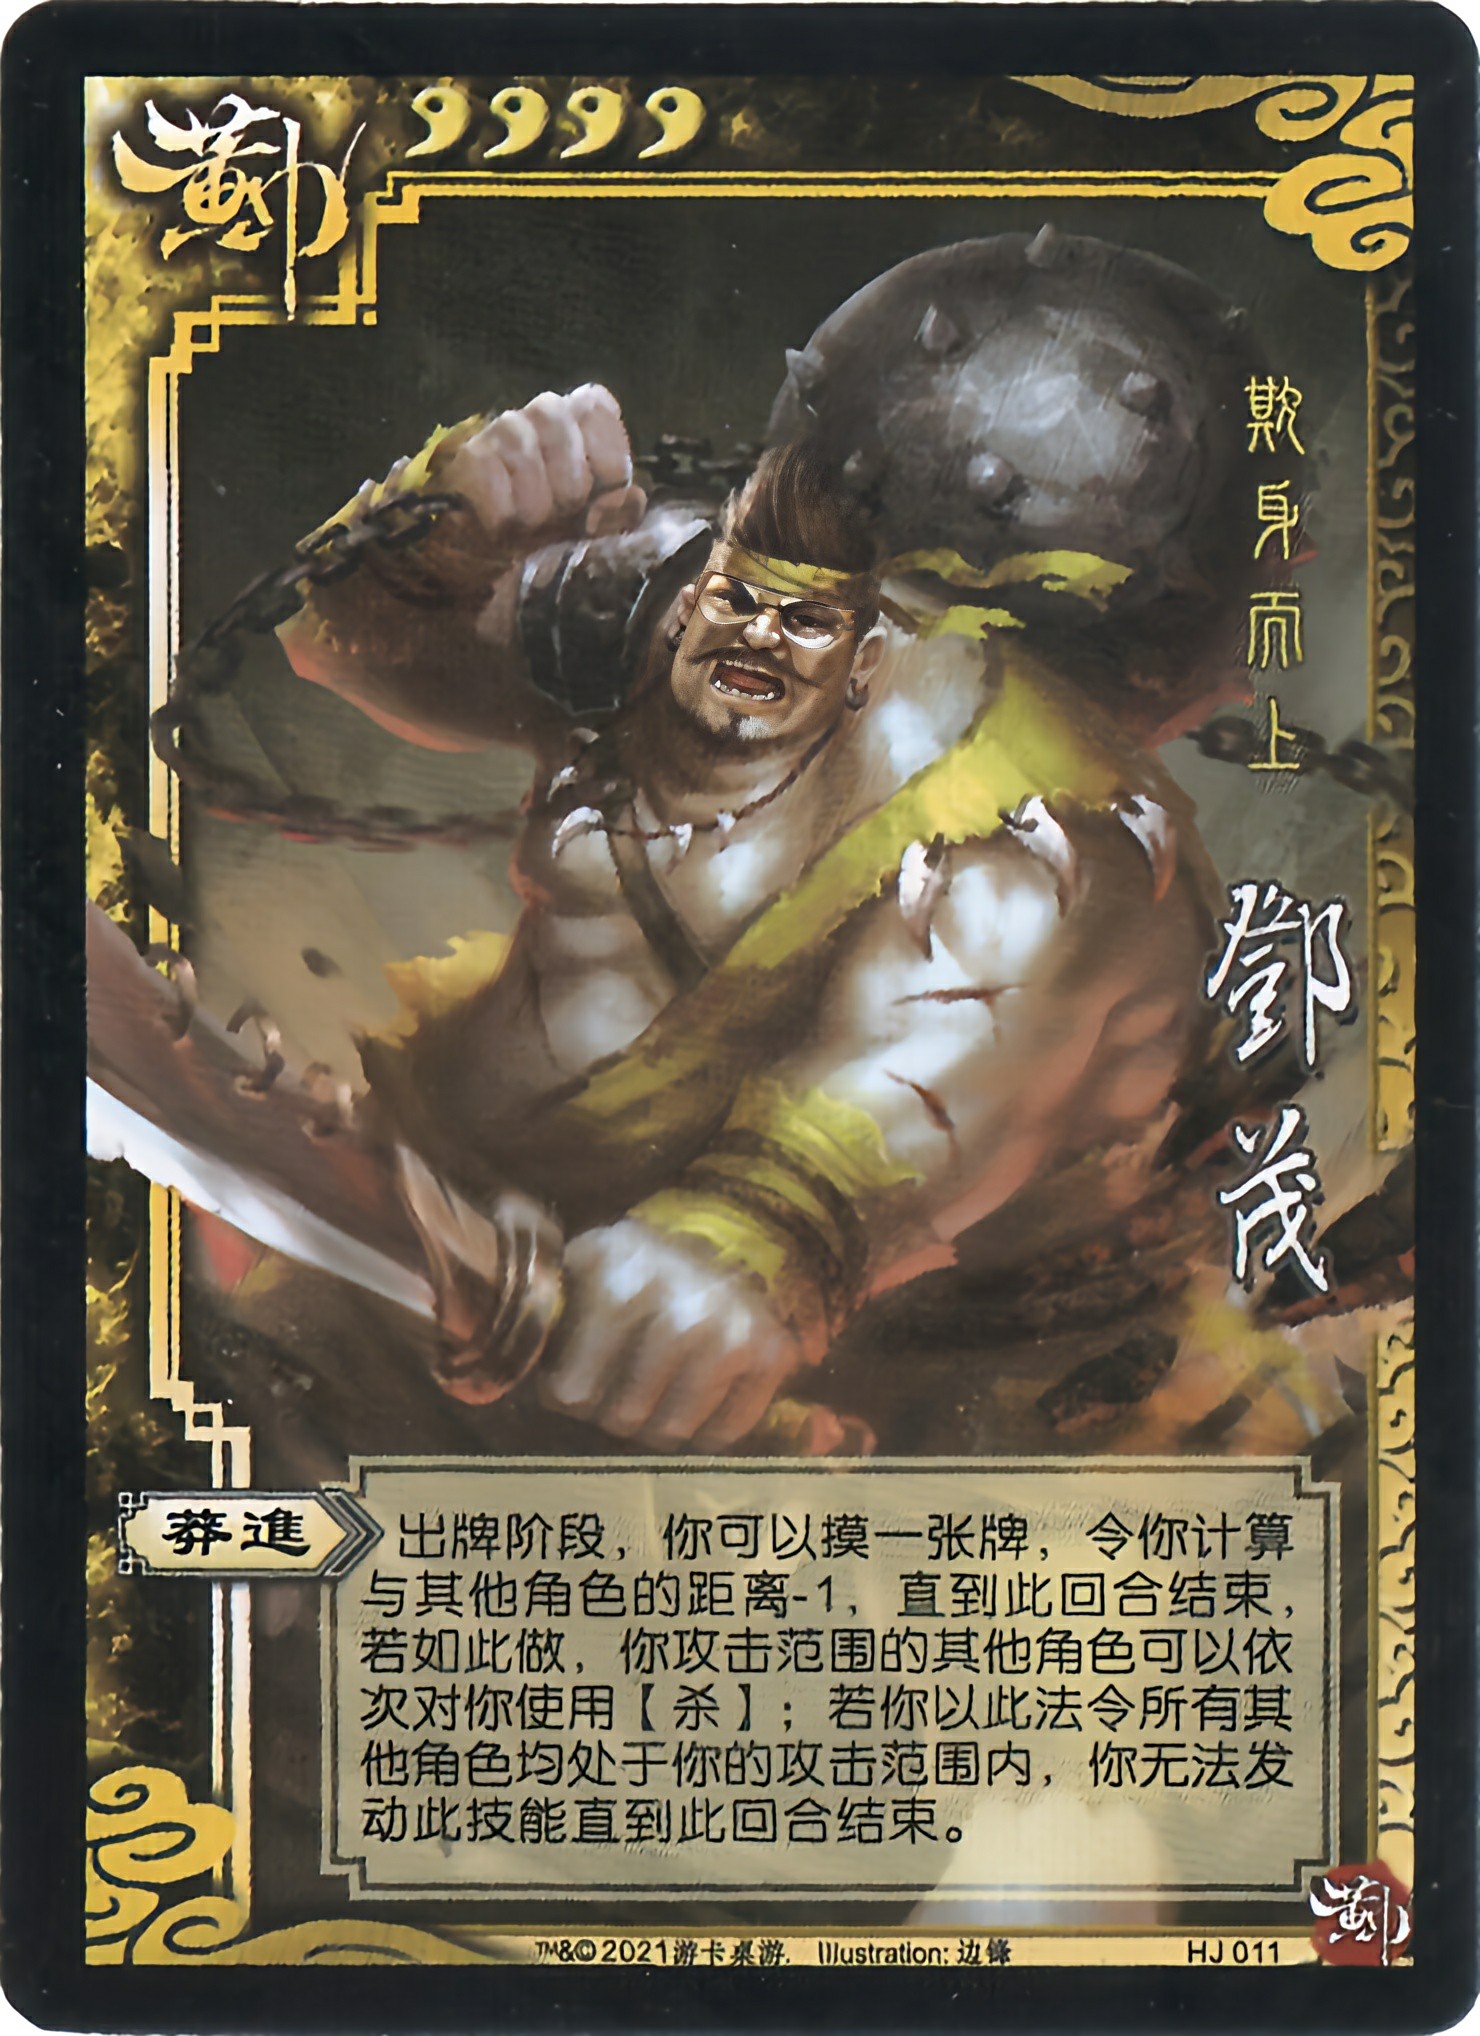 黄巾
欺身而上
鄧茂
莽進
出牌阶段，你可以摸一张牌，令你计算
与其他角色的距离-1，直到此回合结束，
若如此做，你攻击范围的其他角色可以依
次对你使用【杀】；若你以此法令所有其
他角色均处于你的攻击范围内，你无法发
动此技能直到此回合结束。
™&©2021游卡桌游. Illustration: 边锋
HJ 011
黄巾